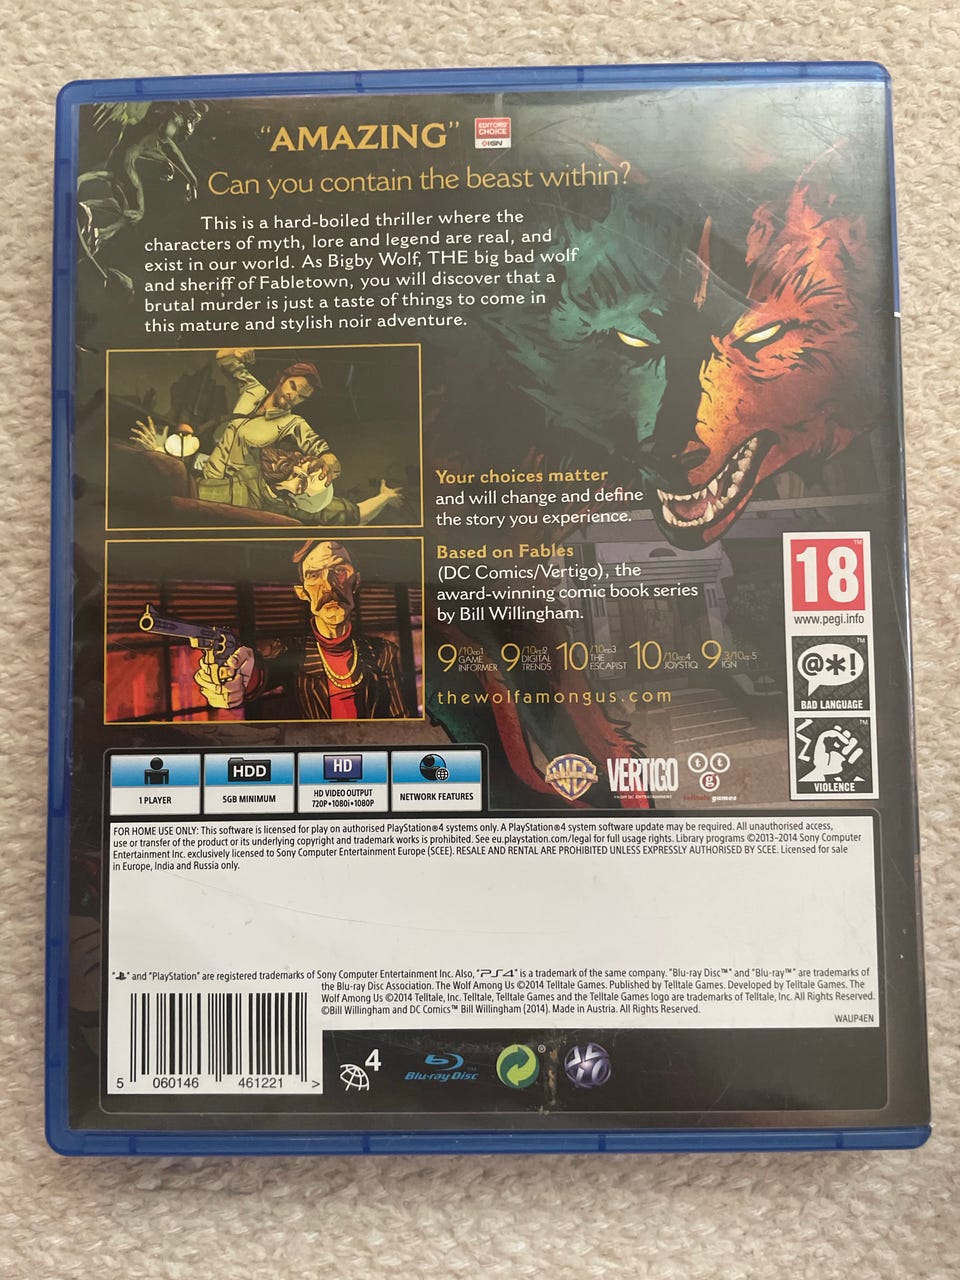 "AMAZING"
EDITORS' CHOICE
IGN
Can you contain the beast within?
This is a hard-boiled thriller where the
characters of myth, lore and legend are real, and
exist in our world. As Bigby Wolf, THE big bad wolf
and sheriff of Fabletown, you will discover that a
brutal murder is just a taste of things to come in
this mature and stylish noir adventure.
Your choices matter
and will change and define
the story you experience.
Based on Fables
(DC Comics/Vertigo), the
award-winning comic book series
by Bill Willingham.
9/10 ep1 GAME INFORMER 9/10 ep2 DIGITAL TRENDS 10/10 ep3 THE ESCAPIST 10/10 ep4 JOYSTIQ 9.3/10 ep5 IGN
thewolfamongus.com
18
www.pegi.info
@*!
BAD LANGUAGE
VIOLENCE
WB VERTIGO ttg
FROM DC ENTERTAINMENT telltale games
1 PLAYER
HDD
5GB MINIMUM
HD
HD VIDEO OUTPUT
720P•1080i•1080P
NETWORK FEATURES
FOR HOME USE ONLY: This software is licensed for play on authorised PlayStation®4 systems only. A PlayStation®4 system software update may be required. All unauthorised access,
use or transfer of the product or its underlying copyright and trademark works is prohibited. See eu.playstation.com/legal for full usage rights. Library programs ©2013-2014 Sony Computer
Entertainment Inc. exclusively licensed to Sony Computer Entertainment Europe (SCEE). RESALE AND RENTAL ARE PROHIBITED UNLESS EXPRESSLY AUTHORISED BY SCEE. Licensed for sale
in Europe, India and Russia only.
" " and "PlayStation" are registered trademarks of Sony Computer Entertainment Inc. Also, "PS4" is a trademark of the same company. "Blu-ray Disc™" and "Blu-ray™" are trademarks of
the Blu-ray Disc Association. The Wolf Among Us ©2014 Telltale Games. Published by Telltale Games. Developed by Telltale Games. The
Wolf Among Us ©2014 Telltale, Inc. Telltale, Telltale Games and the Telltale Games logo are trademarks of Telltale, Inc. All Rights Reserved.
©Bill Willingham and DC Comics™ Bill Willingham (2014). Made in Austria. All Rights Reserved.
WAUP4EN
5 060146 461221 >
4
Blu-ray Disc™
®